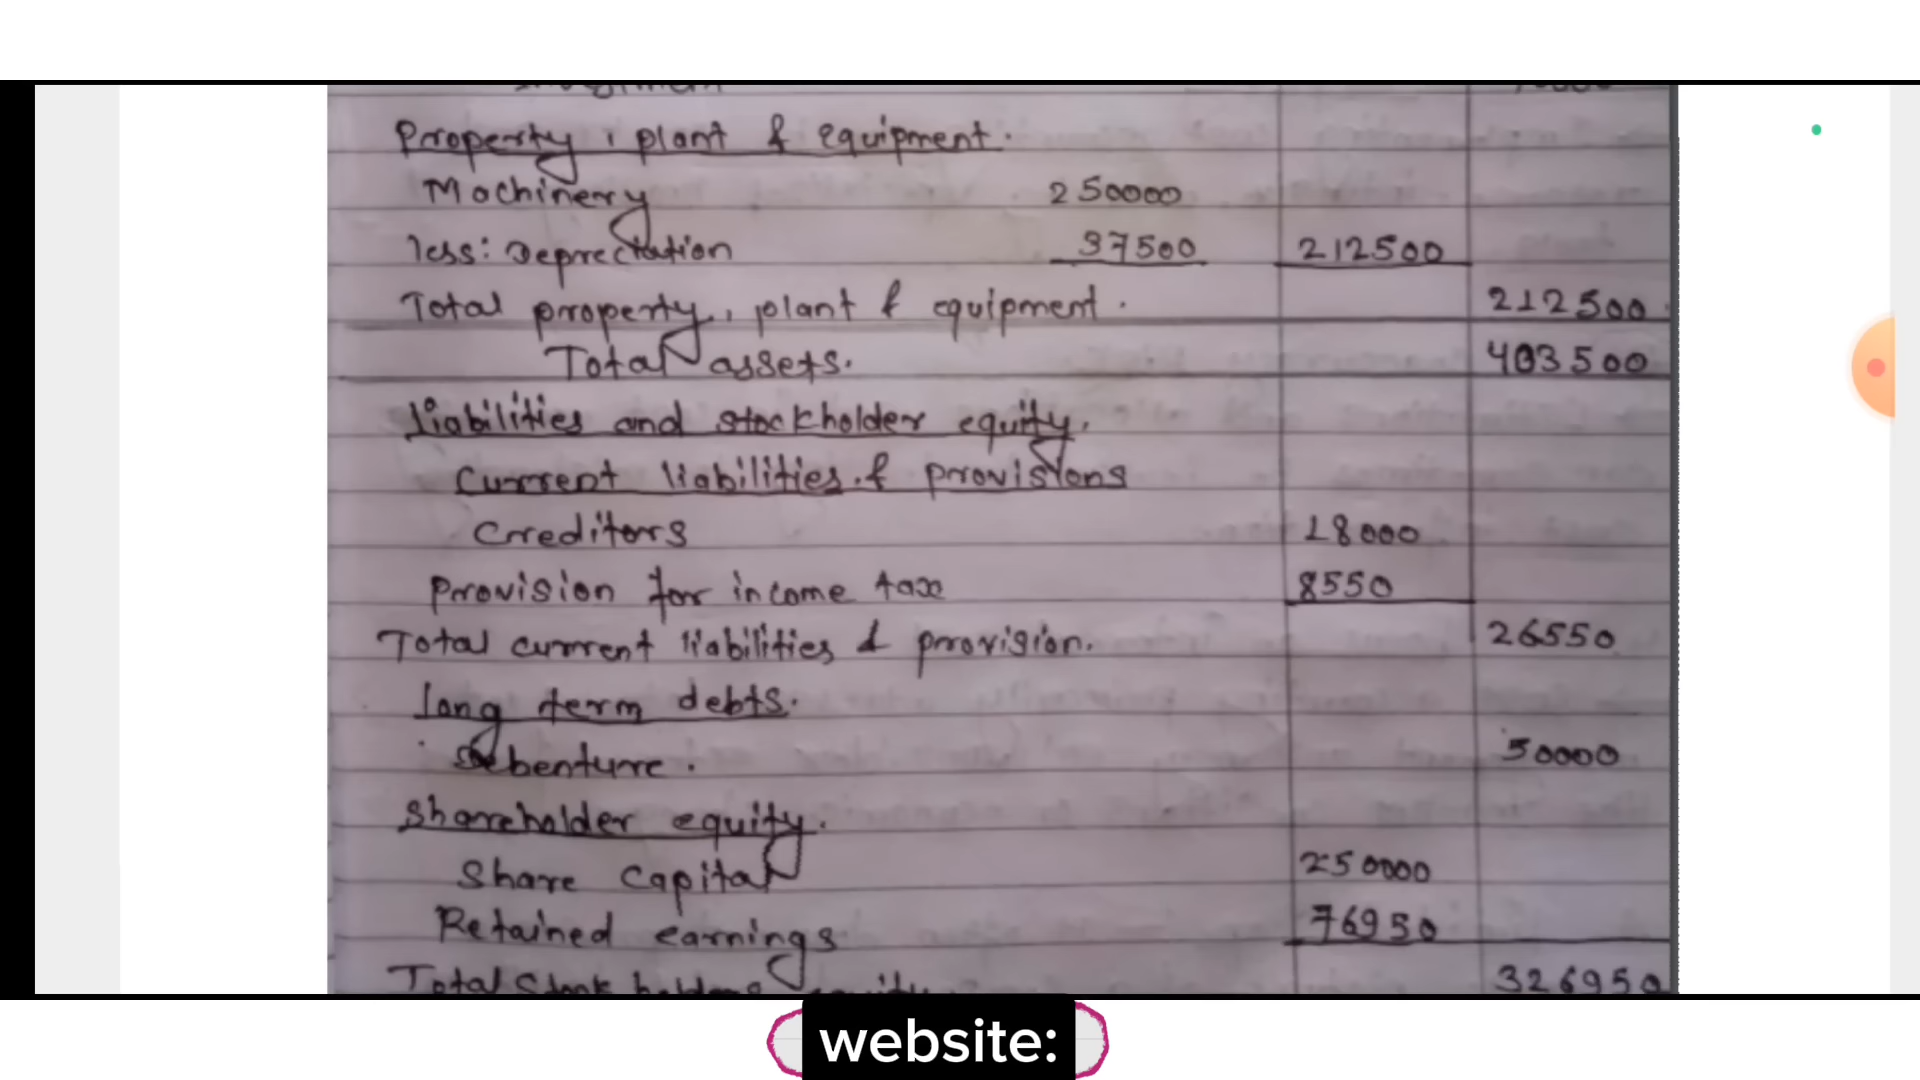 Property, plant & equipment.
Machinery 250000
less: Depreciation 37500 212500
Total property, plant & equipment. 212500
Total assets. 403500
Liabilities and stockholder equity.
Current liabilities & provisions
Creditors 18000
Provision for income tax 8550
Total current liabilities & provision. 26550
long term debts.
Debenture. 50000
Shareholder equity.
Share Capital 250000
Retained earnings 76950
Total 326950
website: